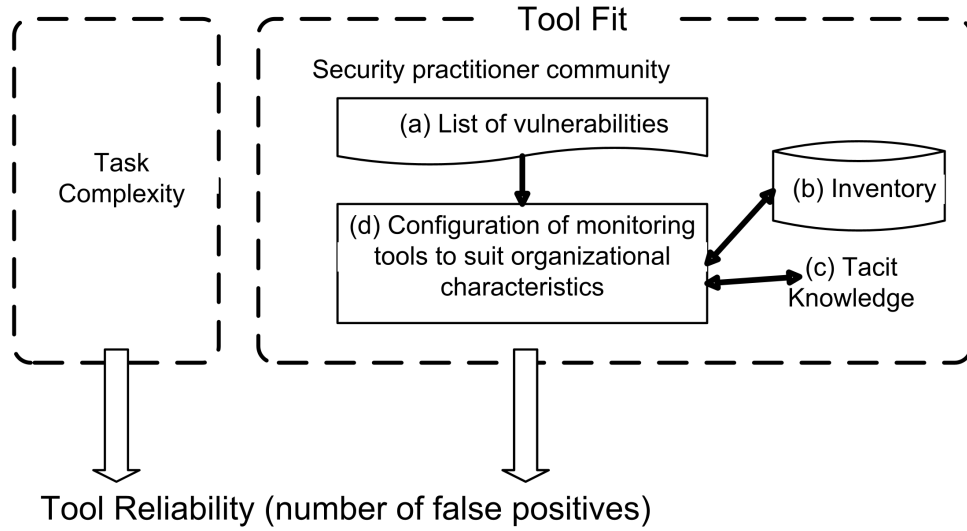 Tool Fit
Security practitioner community
(a) List of vulnerabilities
Task
Complexity
(b) Inventory
(d) Configuration of monitoring
tools to suit organizational
characteristics
(c) Tacit
Knowledge
Tool Reliability (number of false positives)